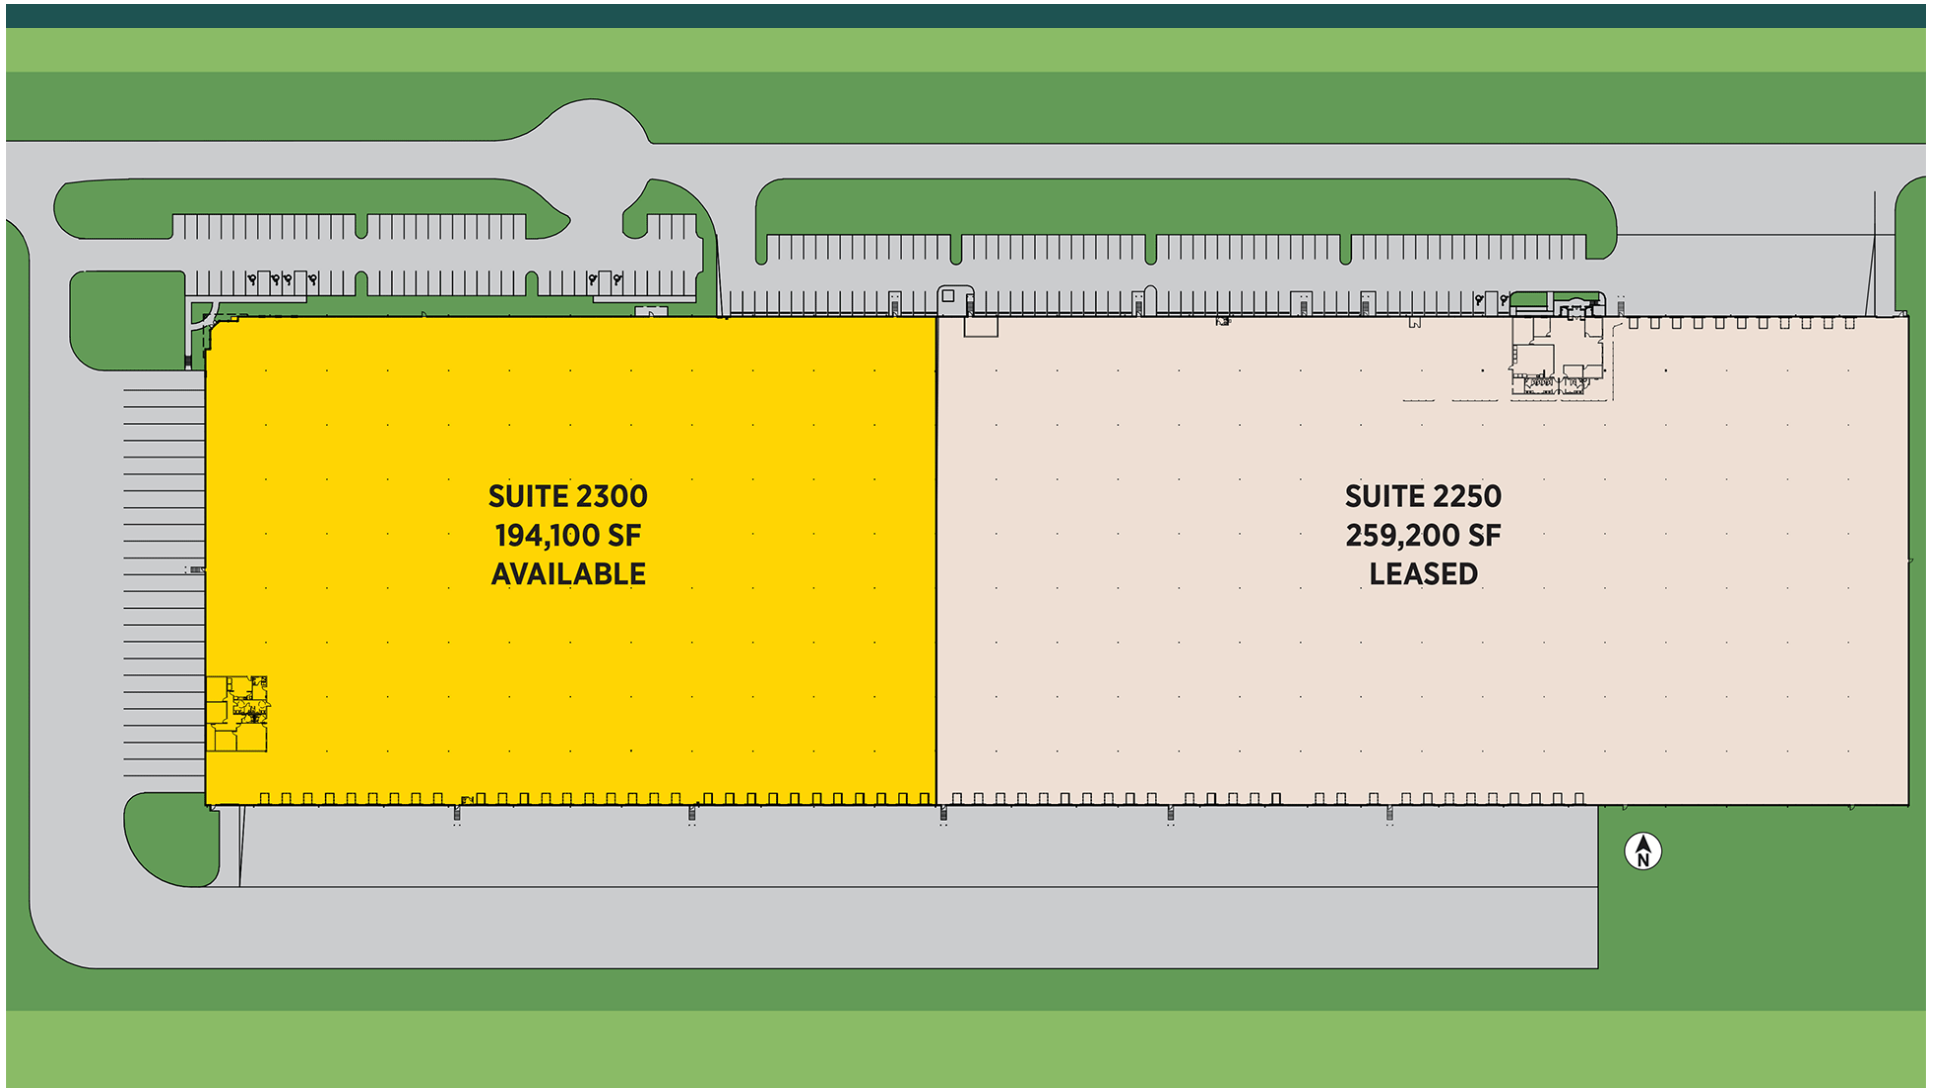 SUITE 2300
194,100 SF
AVAILABLE
SUITE 2250
259,200 SF
LEASED
N